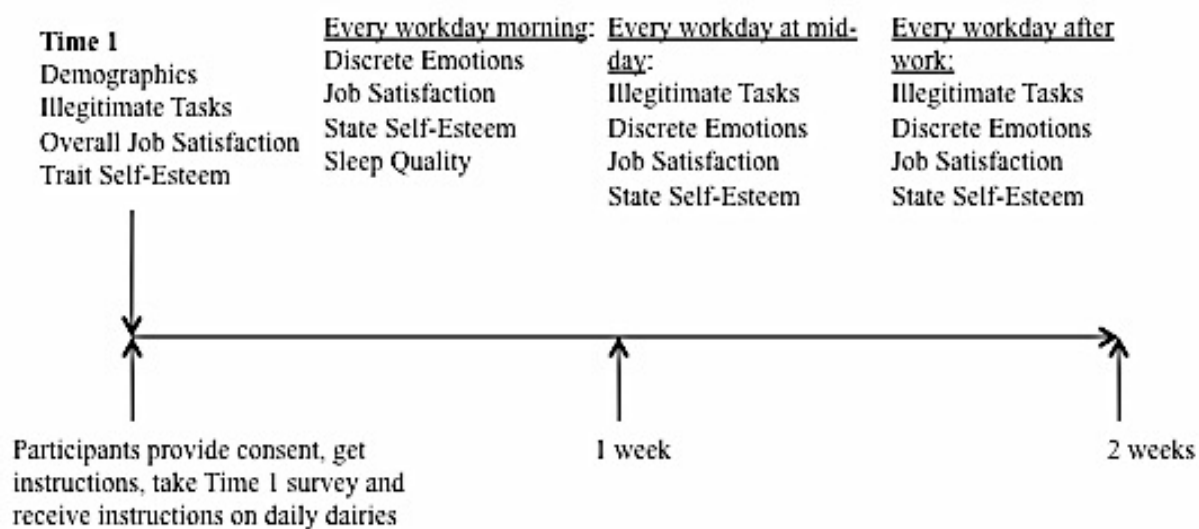 Time 1
Demographics
Illegitimate Tasks
Overall Job Satisfaction
Trait Self-Esteem
Every workday morning:
Discrete Emotions
Job Satisfaction
State Self-Esteem
Sleep Quality
Every workday at mid-
day:
Illegitimate Tasks
Discrete Emotions
Job Satisfaction
State Self-Esteem
Every workday after
work:
Illegitimate Tasks
Discrete Emotions
Job Satisfaction
State Self-Esteem
Participants provide consent, get
instructions, take Time 1 survey and
receive instructions on daily dairies
1 week
2 weeks